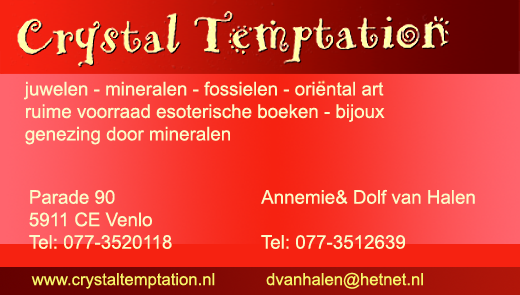 Crystal Temptation
juwelen - mineralen - fossielen - oriëntal art
ruime voorraad esoterische boeken - bijoux
genezing door mineralen
Parade 90
5911 CE Venlo
Tel: 077-3520118
Annemie& Dolf van Halen
Tel: 077-3512639
www.crystaltemptation.nl
dvanhalen@hetnet.nl